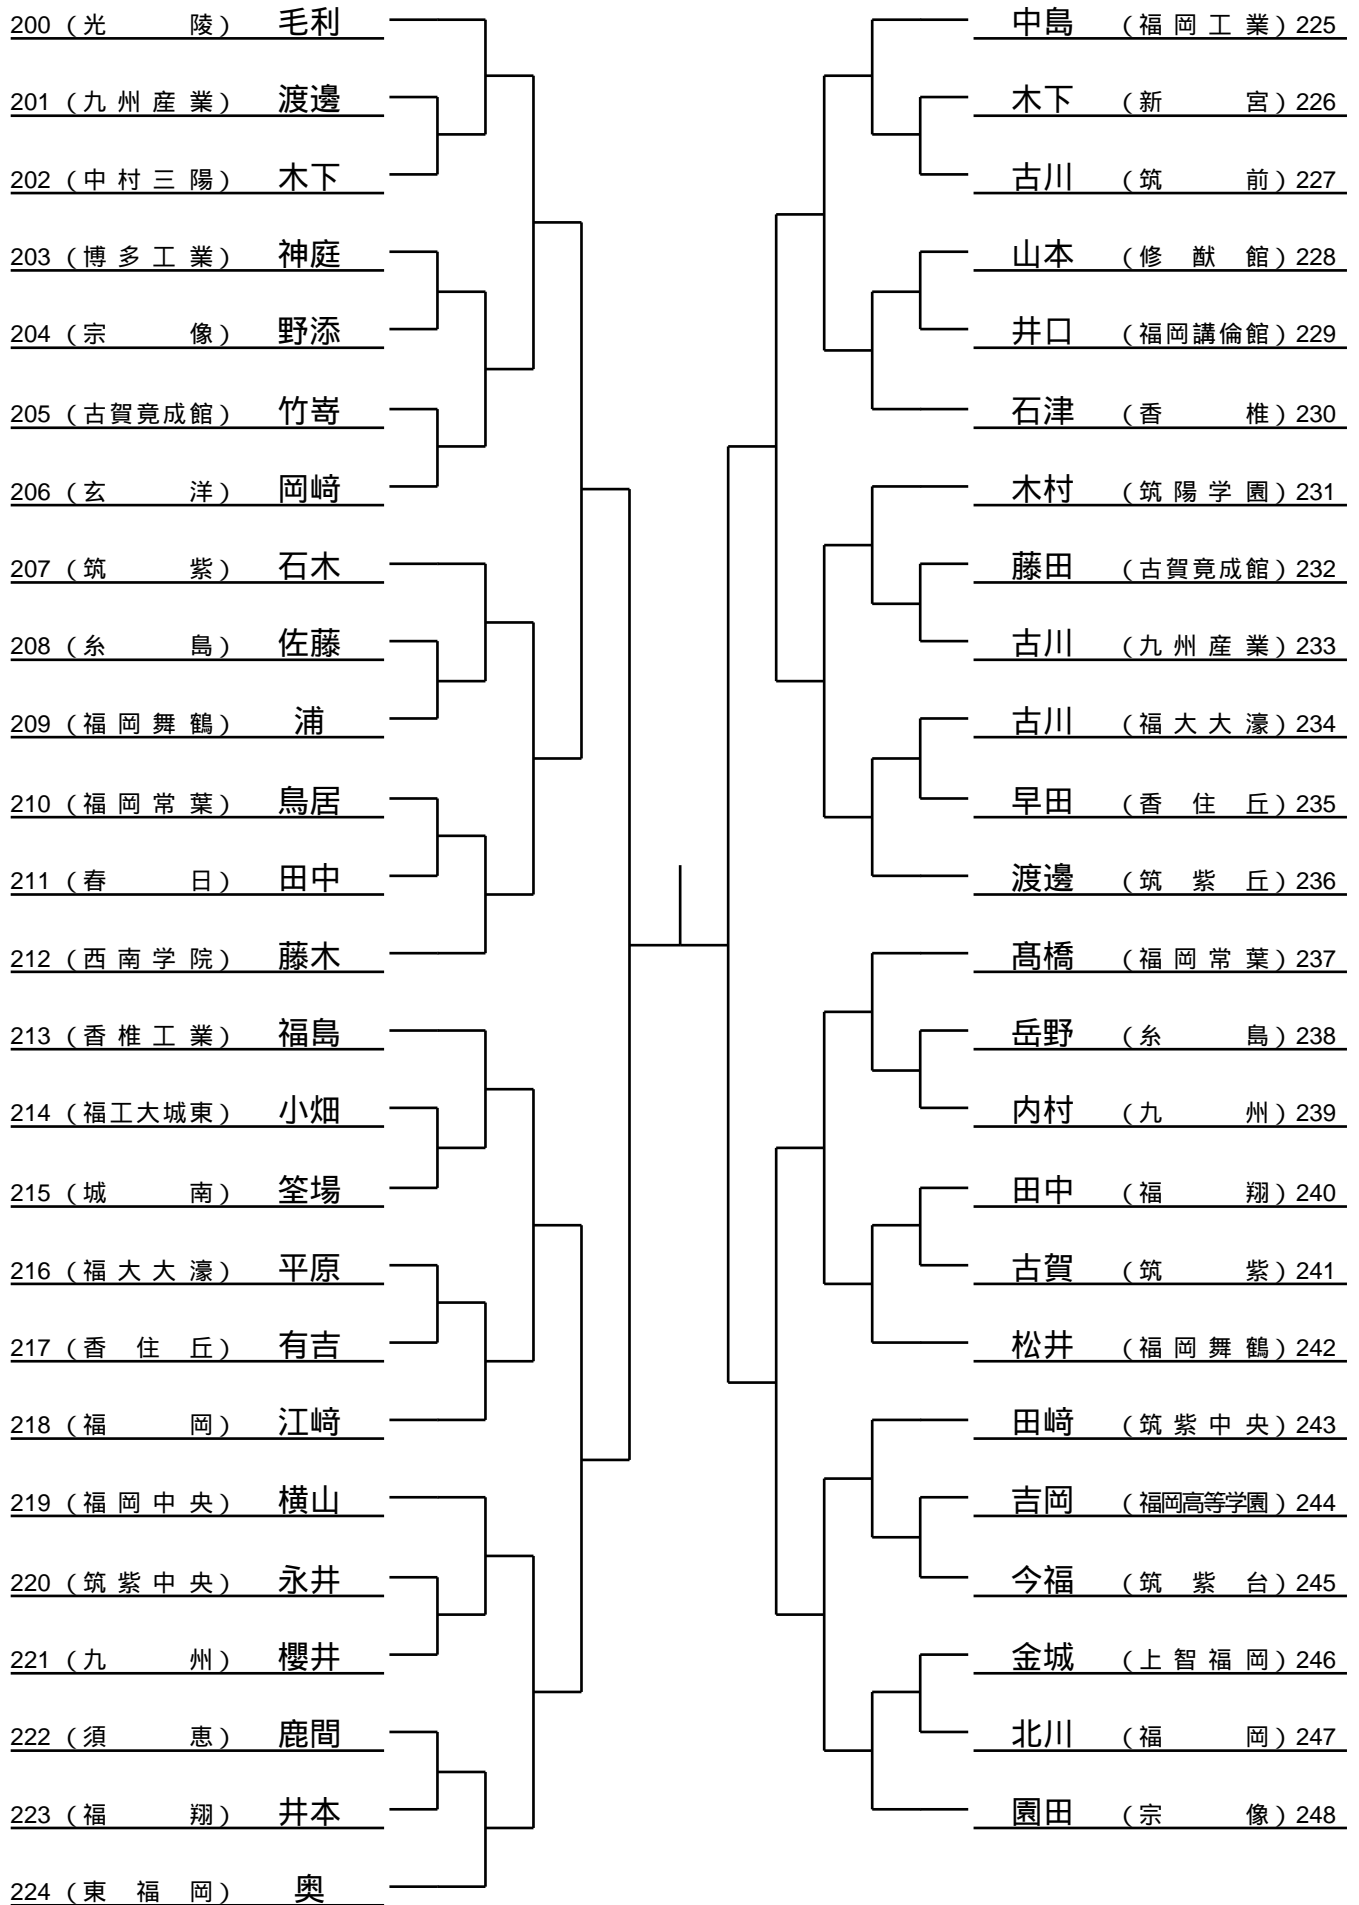 200 (光陵) 毛利
201 (九州産業) 渡邊
202 (中村三陽) 木下
203 (博多工業) 神庭
204 (宗像) 野添
205 (古賀竟成館) 竹嵜
206 (玄洋) 岡﨑
207 (筑紫) 石木
208 (糸島) 佐藤
209 (福岡舞鶴) 浦
210 (福岡常葉) 鳥居
211 (春日) 田中
212 (西南学院) 藤木
213 (香椎工業) 福島
214 (福工大城東) 小畑
215 (城南) 筌場
216 (福大大濠) 平原
217 (香住丘) 有吉
218 (福岡) 江﨑
219 (福岡中央) 横山
220 (筑紫中央) 永井
221 (九州) 櫻井
222 (須恵) 鹿間
223 (福翔) 井本
224 (東福岡) 奥
中島 (福岡工業) 225
木下 (新宮) 226
古川 (筑前) 227
山本 (修猷館) 228
井口 (福岡講倫館) 229
石津 (香椎) 230
木村 (筑陽学園) 231
藤田 (古賀竟成館) 232
古川 (九州産業) 233
古川 (福大大濠) 234
早田 (香住丘) 235
渡邊 (筑紫丘) 236
髙橋 (福岡常葉) 237
岳野 (糸島) 238
内村 (九州) 239
田中 (福翔) 240
古賀 (筑紫) 241
松井 (福岡舞鶴) 242
田﨑 (筑紫中央) 243
吉岡 (福岡高等学園) 244
今福 (筑紫台) 245
金城 (上智福岡) 246
北川 (福岡) 247
園田 (宗像) 248